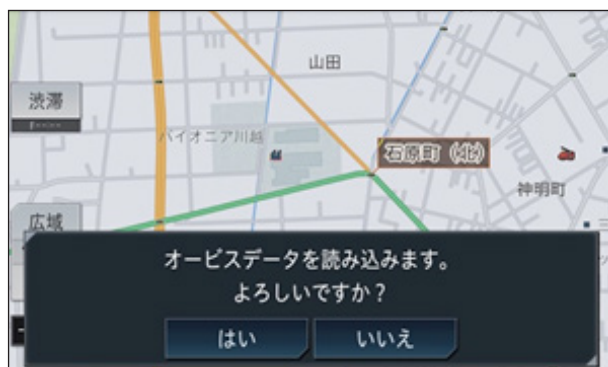 山田
渋滞
パイオニア川越
石原町（北）
神明町
広域
オービスデータを読み込みます。
よろしいですか？
はい
いいえ